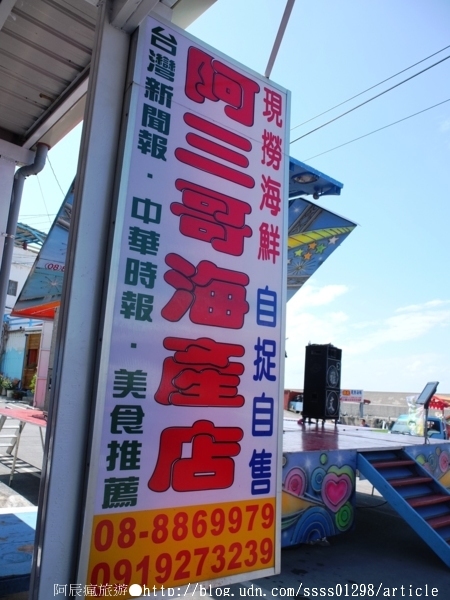 現撈海鮮 自捉自售
阿三哥海產店
台灣新聞報・中華時報・美食推薦
08-8869979
0919273239
阿辰瘋旅遊●http://blog.udn.com/ssss01298/article